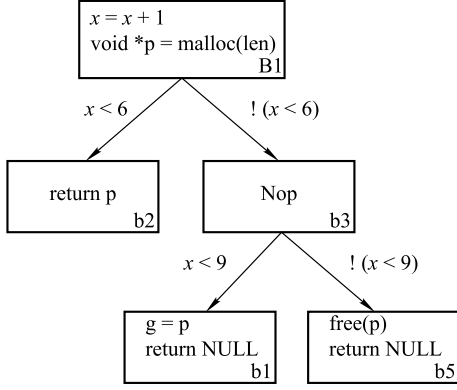 x = x + 1
void *p = malloc(len)
B1
x < 6
! (x < 6)
return p
b2
Nop
b3
x < 9
! (x < 9)
g = p
return NULL
b1
free(p)
return NULL
b5